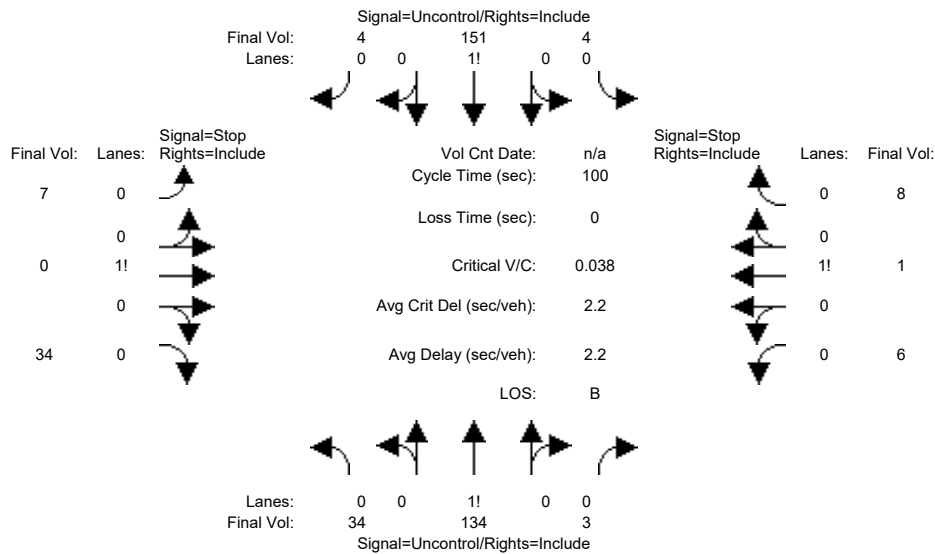 Signal=Uncontrol/Rights=Include
Final Vol: 4 151 4
Lanes: 0 0 1! 0 0
Signal=Stop Signal=Stop
Final Vol: Lanes: Rights=Include Vol Cnt Date: n/a Rights=Include Lanes: Final Vol:
Cycle Time (sec): 100
7 0 0 8
Loss Time (sec): 0
0 0
0 1! Critical V/C: 0.038 1! 1
0 Avg Crit Del (sec/veh): 2.2 0
34 0 Avg Delay (sec/veh): 2.2 0 6
LOS: B
Lanes: 0 0 1! 0 0
Final Vol: 34 134 3
Signal=Uncontrol/Rights=Include